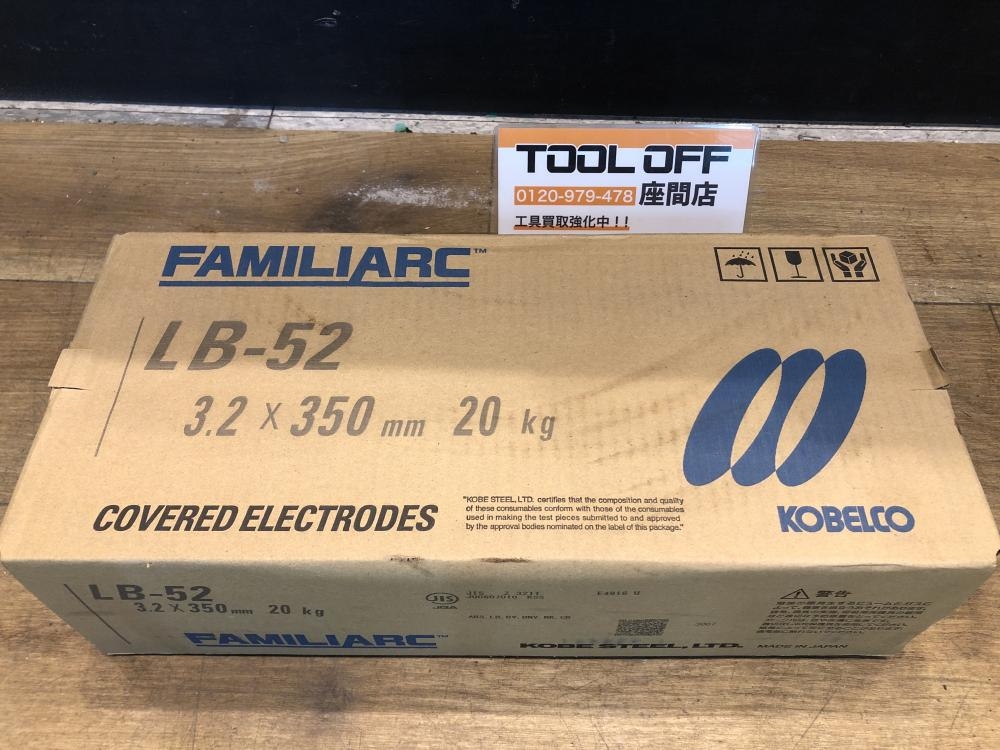 TOOL OFF
0120-979-478 座間店
工具買取強化中!!
FAMILIARC™
LB-52
3.2 x 350 mm 20 kg
COVERED ELECTRODES
"KOBE STEEL, LTD. certifies that the composition and quality
of these consumables conform with those of the consumables
used in making the test pieces submitted to and approved
by the approval bodies nominated on the label of this package."
KOBELCO
LB-52
3.2 x 350 mm 20 kg
FAMILIARC™
JIS
JQA
E4916 U
KOBE STEEL, LTD.
警告
MADE IN JAPAN